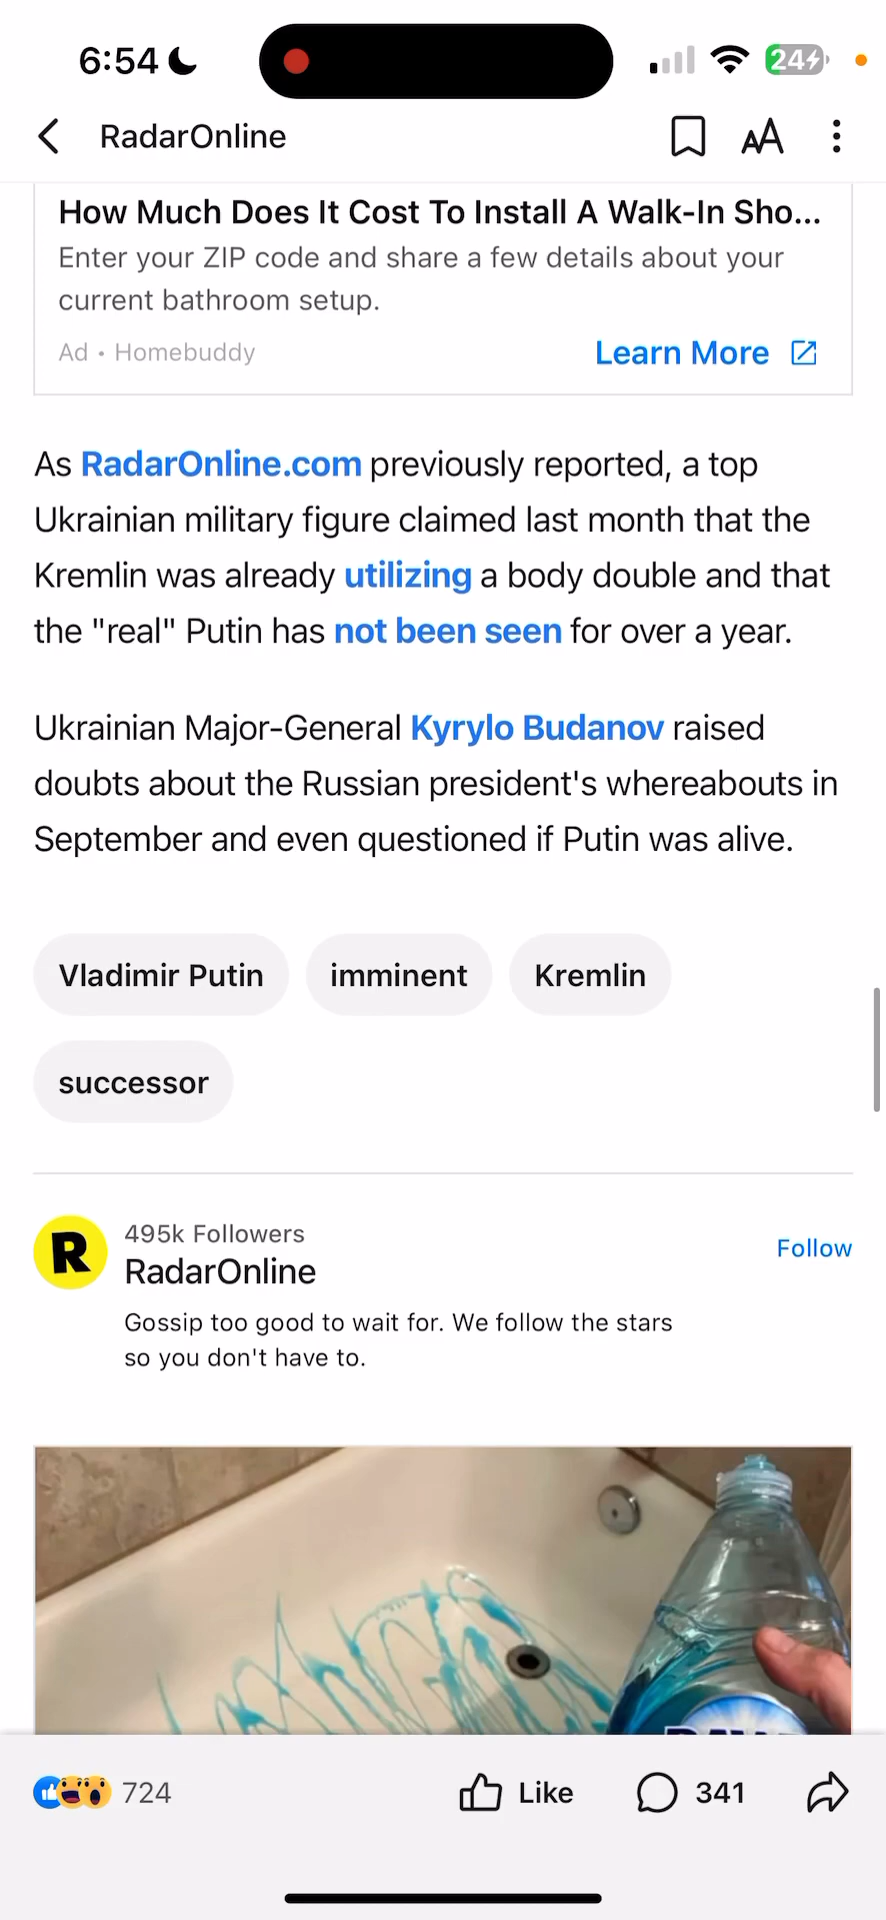 6:54
24
RadarOnline
AA
How Much Does It Cost To Install A Walk-In Sho...
Enter your ZIP code and share a few details about your
current bathroom setup.
Ad • Homebuddy
Learn More
As RadarOnline.com previously reported, a top
Ukrainian military figure claimed last month that the
Kremlin was already utilizing a body double and that
the "real" Putin has not been seen for over a year.
Ukrainian Major-General Kyrylo Budanov raised
doubts about the Russian president's whereabouts in
September and even questioned if Putin was alive.
Vladimir Putin
imminent
Kremlin
successor
R
495k Followers
RadarOnline
Follow
Gossip too good to wait for. We follow the stars
so you don't have to.
724
Like
341